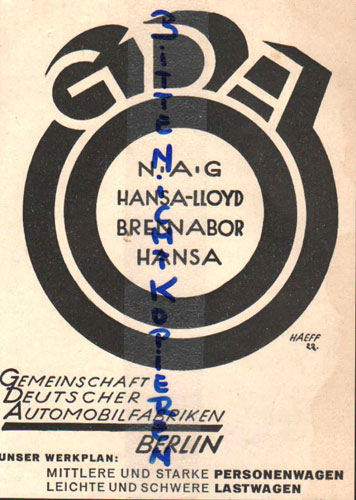 GDA
N·A·G
HANSA-LLOYD
BRENNABOR
HANSA
HAEFF
22.
GEMEINSCHAFT
DEUTSCHER
AUTOMOBILFABRIKEN
BERLIN
UNSER WERKPLAN:
MITTLERE UND STARKE PERSONENWAGEN
LEICHTE UND SCHWERE LASTWAGEN
BITTE NICHT KOPIEREN